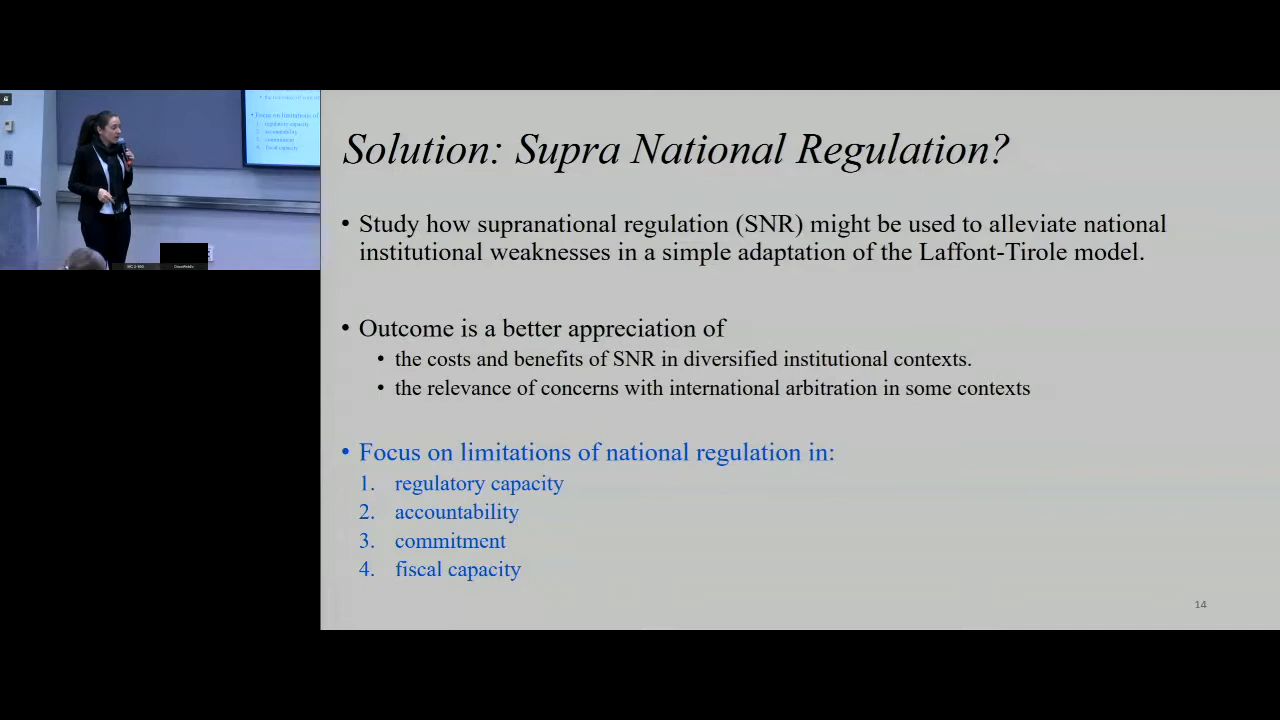 Solution: Supra National Regulation?
• Study how supranational regulation (SNR) might be used to alleviate national
institutional weaknesses in a simple adaptation of the Laffont-Tirole model.
• Outcome is a better appreciation of
• the costs and benefits of SNR in diversified institutional contexts.
• the relevance of concerns with international arbitration in some contexts
• Focus on limitations of national regulation in:
1. regulatory capacity
2. accountability
3. commitment
4. fiscal capacity
14